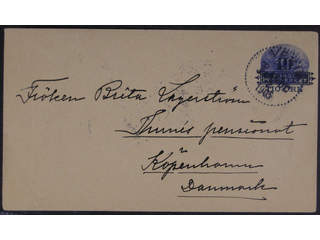 Fröken Brita Lagerström
Thunés pensionat
Köpenhamn
Danmark